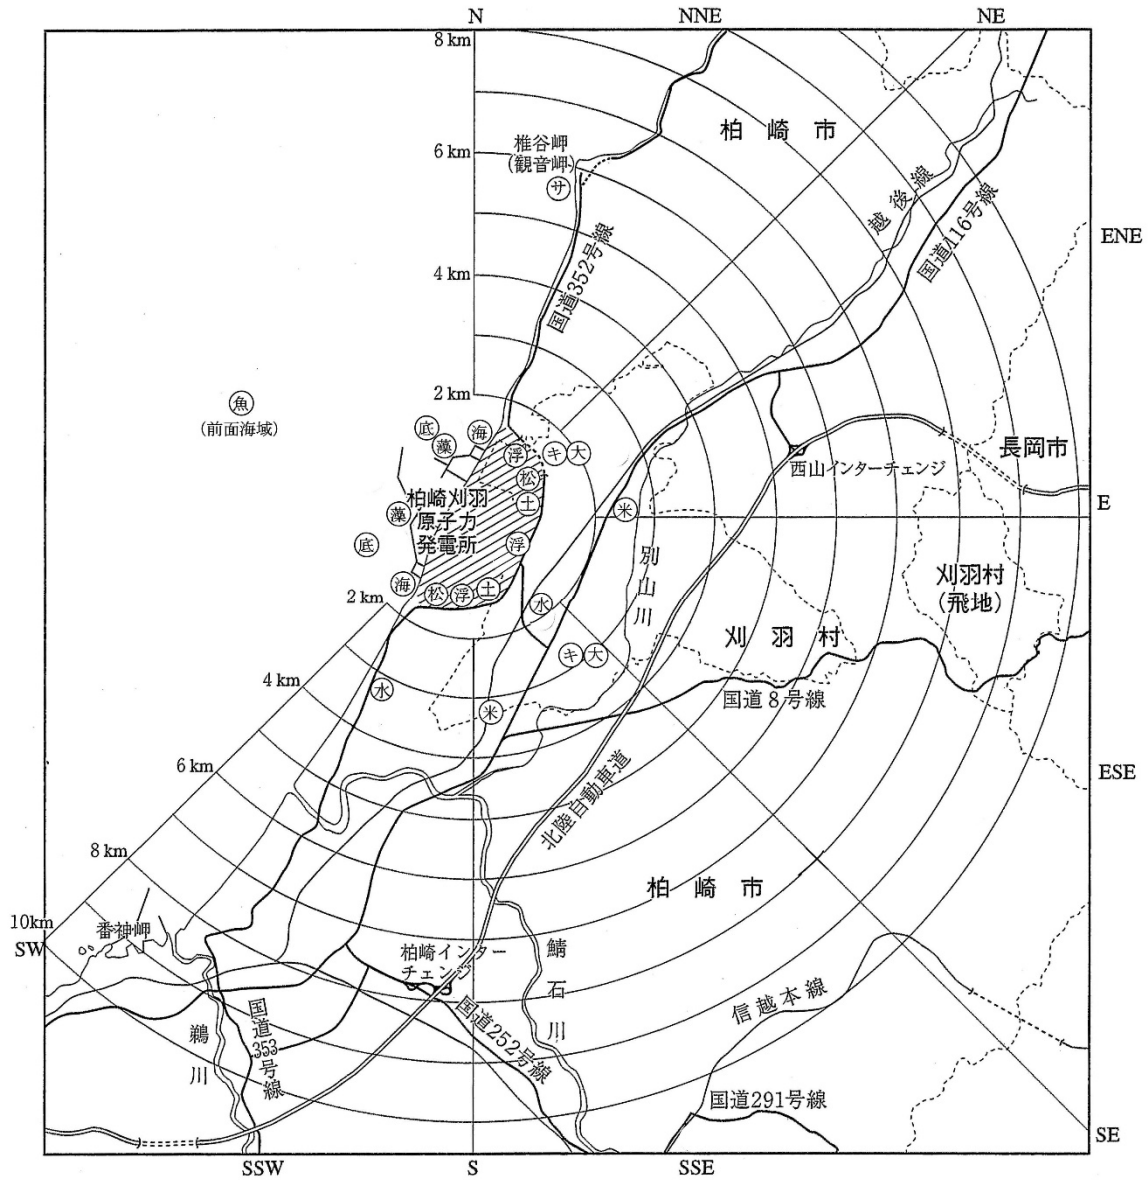 N
NNE
NE
8 km
柏崎市
椎谷岬
(観音岬)
6 km
サ
越後線
国道116号線
ENE
国道352号線
4 km
2 km
魚
(前面海域)
底
藻
海
浮
キ
大
松
土
西山インターチェンジ
長岡市
柏崎刈羽
原子力
発電所
藻
底
米
E
浮
別山川
刈羽村
(飛地)
海
松
浮
土
水
2 km
刈羽村
キ
大
4 km
水
米
国道8号線
6 km
北陸自動車道
ESE
8 km
柏崎市
10km
SW
番神岬
柏崎インター
チェンジ
鯖石川
国道252号線
信越本線
国道353号線
鵜川
国道291号線
SE
SSW
S
SSE